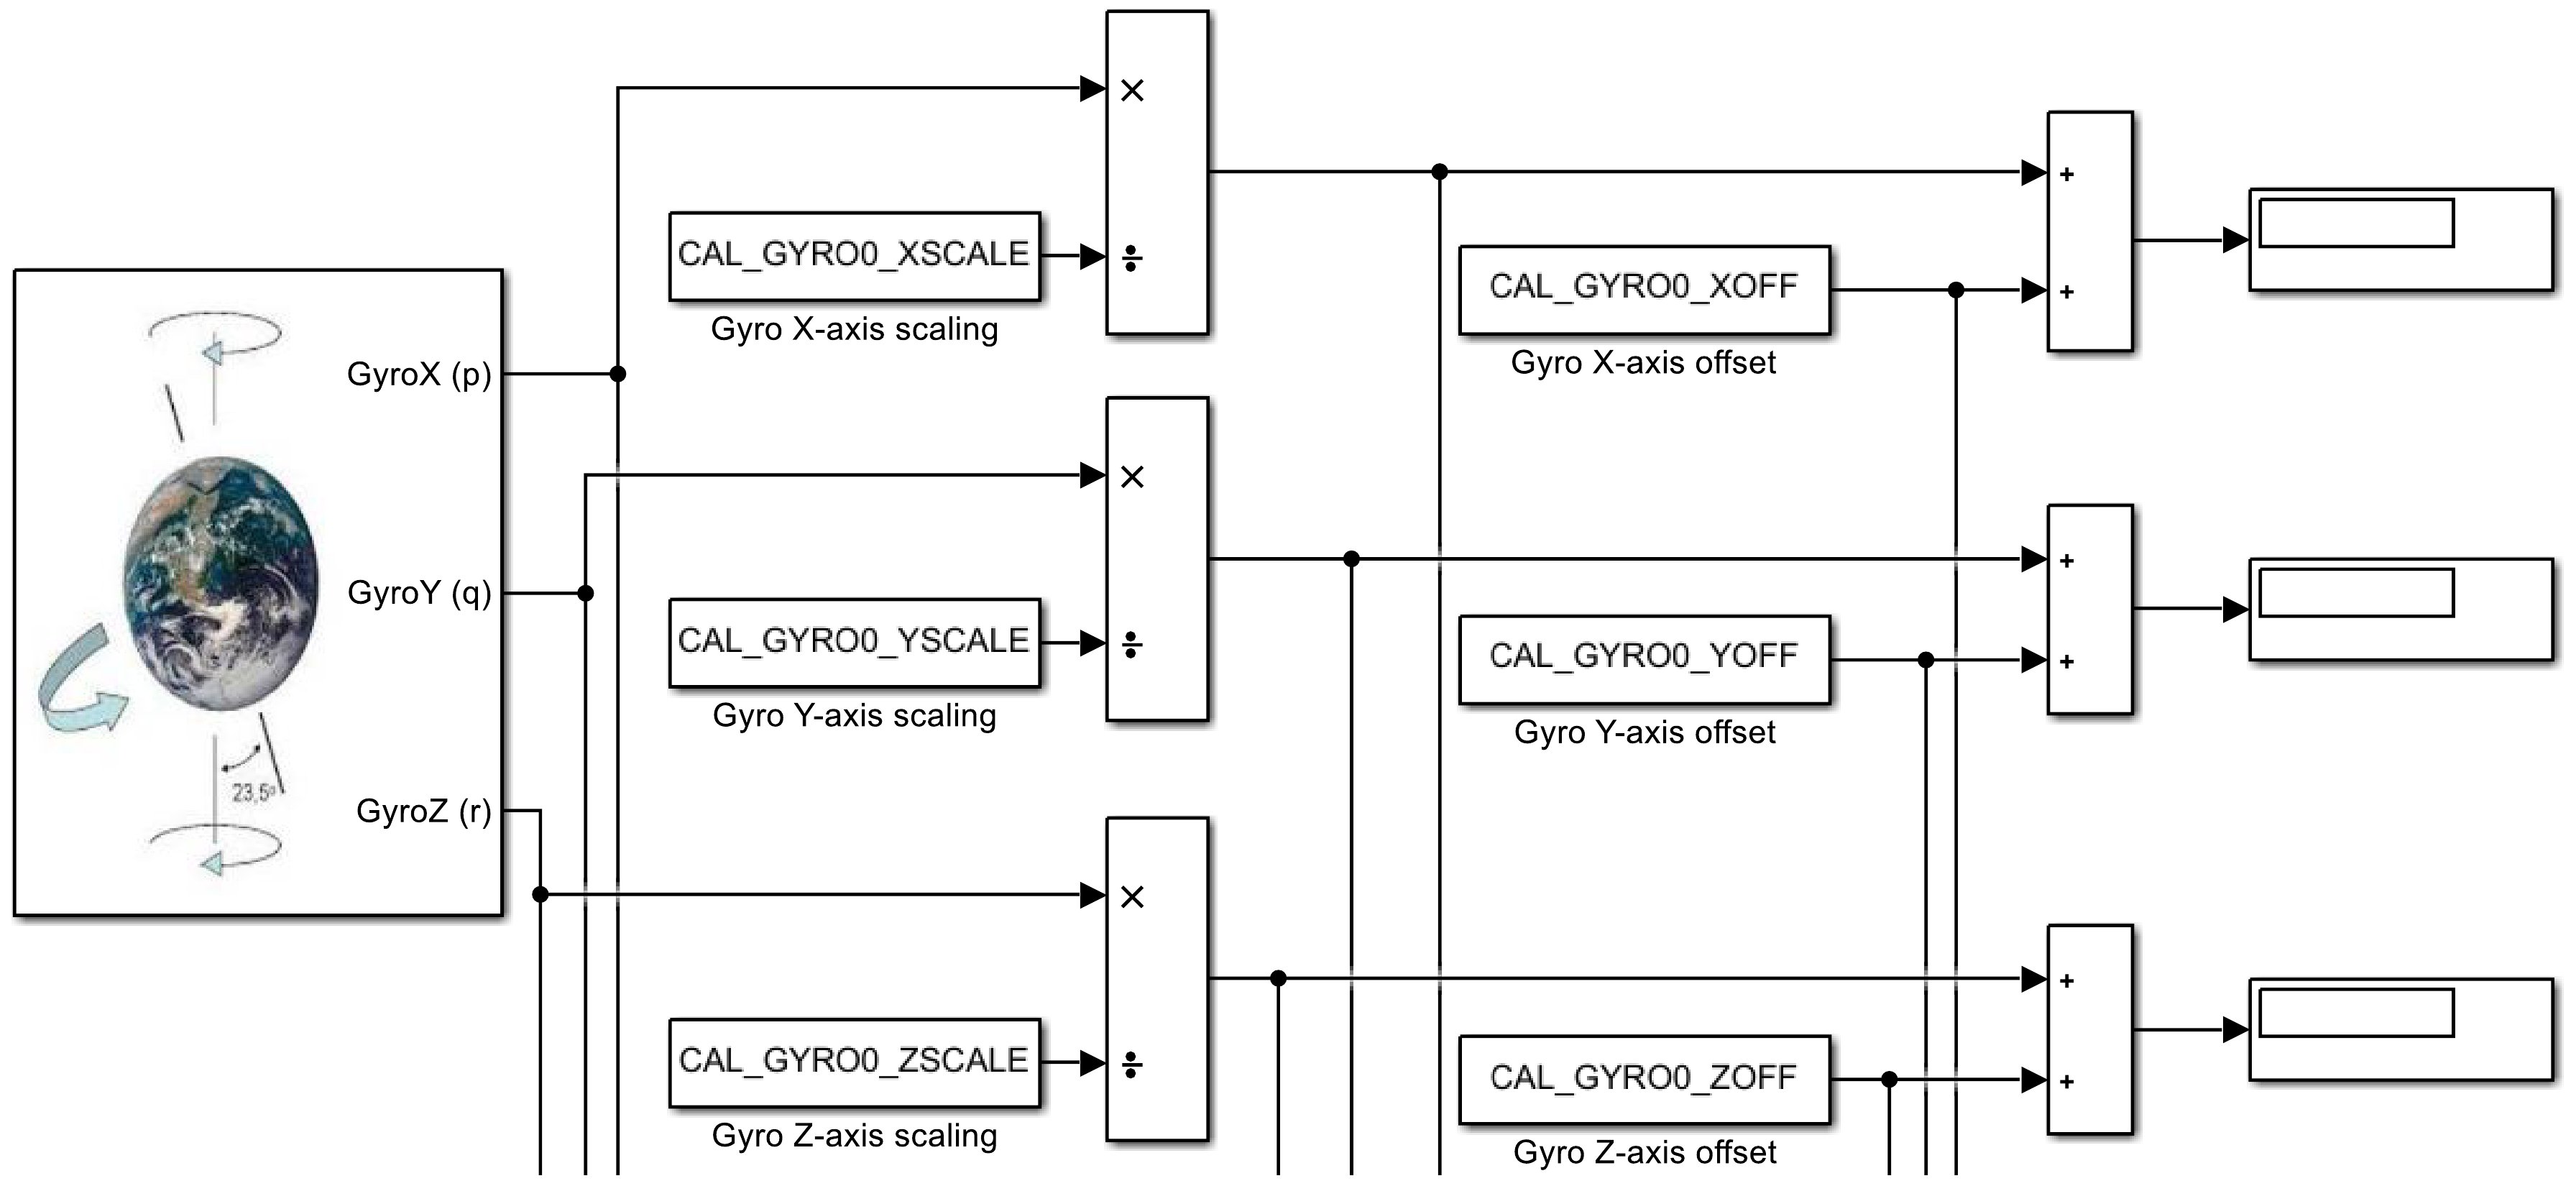 ×
CAL_GYRO0_XSCALE
÷
Gyro X-axis scaling
+
CAL_GYRO0_XOFF
+
Gyro X-axis offset
GyroX (p)
×
GyroY (q)
CAL_GYRO0_YSCALE
÷
Gyro Y-axis scaling
+
CAL_GYRO0_YOFF
+
Gyro Y-axis offset
23,5º
GyroZ (r)
×
CAL_GYRO0_ZSCALE
÷
Gyro Z-axis scaling
+
CAL_GYRO0_ZOFF
+
Gyro Z-axis offset